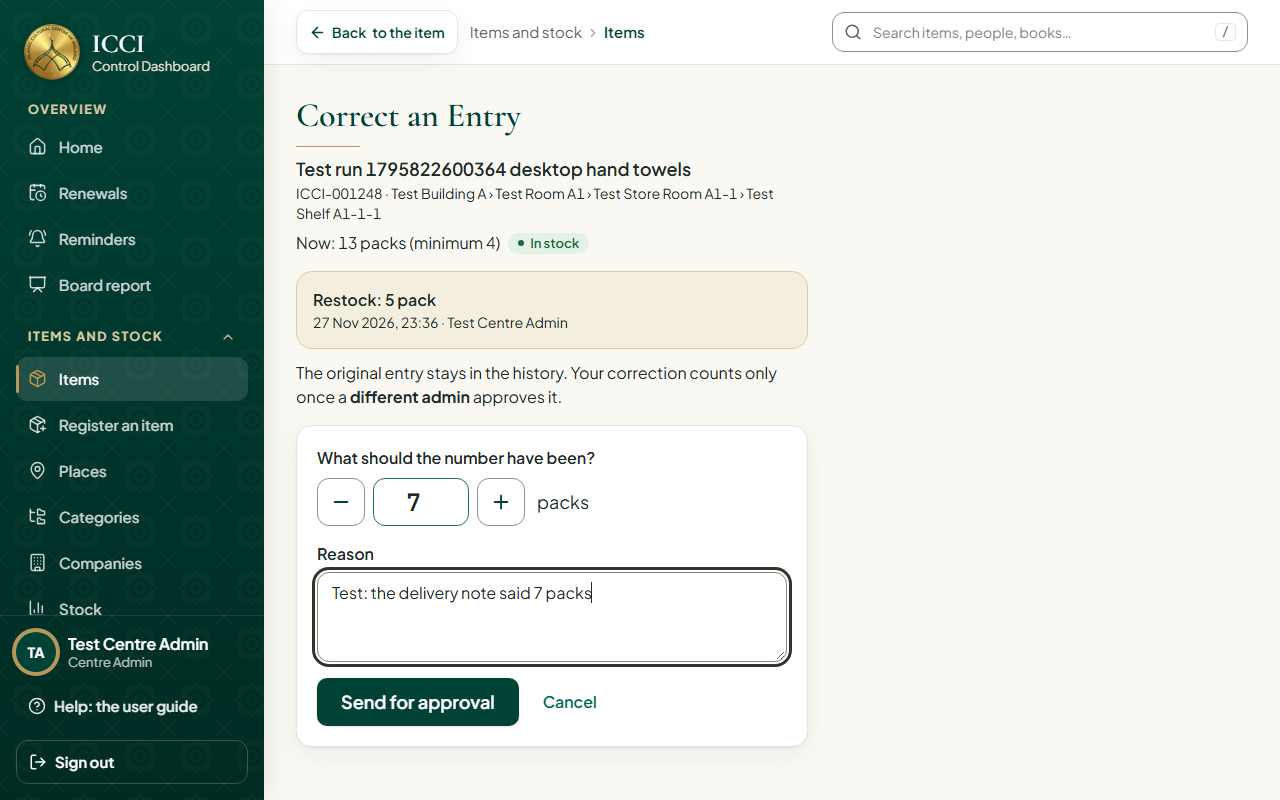 ICCI
Control Dashboard
OVERVIEW
Home
Renewals
Reminders
Board report
ITEMS AND STOCK
Items
Register an item
Places
Categories
Companies
Stock
TA
Test Centre Admin
Centre Admin
Help: the user guide
Sign out
Back to the item
Items and stock › Items
Search items, people, books...
/
Correct an Entry
Test run 1795822600364 desktop hand towels
ICCI-001248 · Test Building A › Test Room A1 › Test Store Room A1-1 › Test
Shelf A1-1-1
Now: 13 packs (minimum 4)
In stock
Restock: 5 pack
27 Nov 2026, 23:36 · Test Centre Admin
The original entry stays in the history. Your correction counts only
once a different admin approves it.
What should the number have been?
− 7 + packs
Reason
Test: the delivery note said 7 packs
Send for approval
Cancel